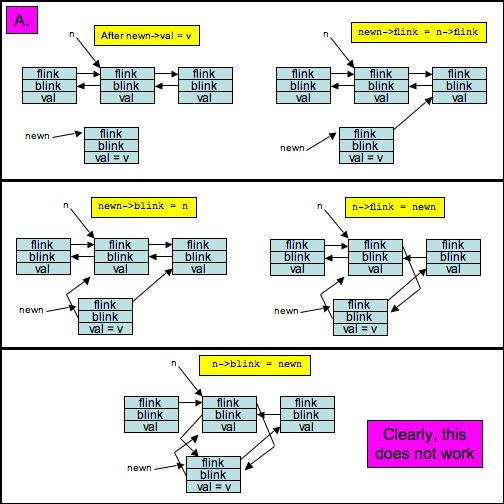 A.
n
After newn->val = v
flink flink flink
blink blink blink
val val val
newn
flink
blink
val = v
n
newn->flink = n->flink
flink flink flink
blink blink blink
val val val
newn
flink
blink
val = v
n
newn->blink = n
flink flink flink
blink blink blink
val val val
newn
flink
blink
val = v
n
n->flink = newn
flink flink flink
blink blink blink
val val val
newn
flink
blink
val = v
n
n->blink = newn
flink flink flink
blink blink blink
val val val
newn
flink
blink
val = v
Clearly, this
does not work